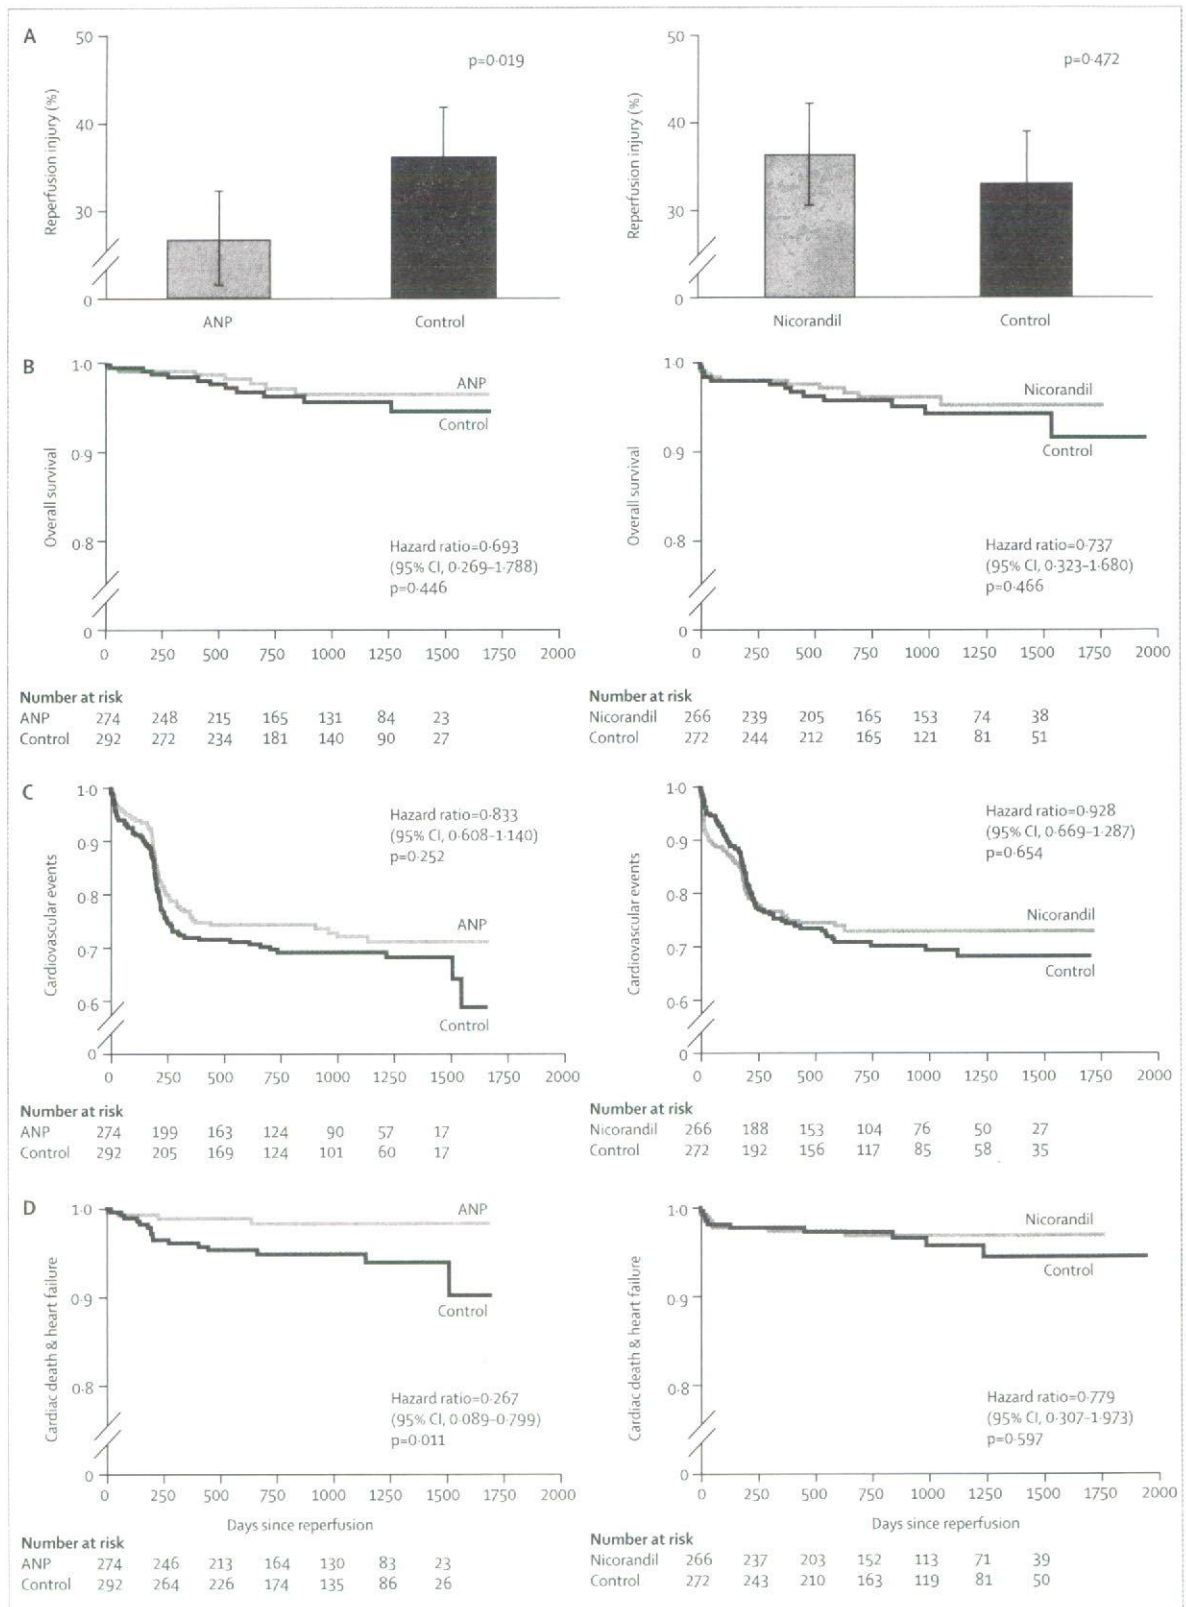 A
50
40
30
0
Reperfusion injury (%)
p=0·019
ANP
Control
50
40
30
0
Reperfusion injury (%)
p=0·472
Nicorandil
Control
B
1·0
0·9
0·8
0
Overall survival
ANP
Control
Hazard ratio=0·693
(95% CI, 0·269–1·788)
p=0·446
0 250 500 750 1000 1250 1500 1750 2000
Number at risk
ANP 274 248 215 165 131 84 23
Control 292 272 234 181 140 90 27
1·0
0·9
0·8
0
Overall survival
Nicorandil
Control
Hazard ratio=0·737
(95% CI, 0·323–1·680)
p=0·466
0 250 500 750 1000 1250 1500 1750 2000
Number at risk
Nicorandil 266 239 205 165 153 74 38
Control 272 244 212 165 121 81 51
C
1·0
0·9
0·8
0·7
0·6
0
Cardiovascular events
Hazard ratio=0·833
(95% CI, 0·608–1·140)
p=0·252
ANP
Control
0 250 500 750 1000 1250 1500 1750 2000
Number at risk
ANP 274 199 163 124 90 57 17
Control 292 205 169 124 101 60 17
1·0
0·9
0·8
0·7
0·6
0
Cardiovascular events
Hazard ratio=0·928
(95% CI, 0·669–1·287)
p=0·654
Nicorandil
Control
0 250 500 750 1000 1250 1500 1750 2000
Number at risk
Nicorandil 266 188 153 104 76 50 27
Control 272 192 156 117 85 58 35
D
1·0
0·9
0·8
0
Cardiac death & heart failure
ANP
Control
Hazard ratio=0·267
(95% CI, 0·089–0·799)
p=0·011
0 250 500 750 1000 1250 1500 1750 2000
Days since reperfusion
Number at risk
ANP 274 246 213 164 130 83 23
Control 292 264 226 174 135 86 26
1·0
0·9
0·8
0
Cardiac death & heart failure
Nicorandil
Control
Hazard ratio=0·779
(95% CI, 0·307–1·973)
p=0·597
0 250 500 750 1000 1250 1500 1750 2000
Days since reperfusion
Number at risk
Nicorandil 266 237 203 152 113 71 39
Control 272 243 210 163 119 81 50